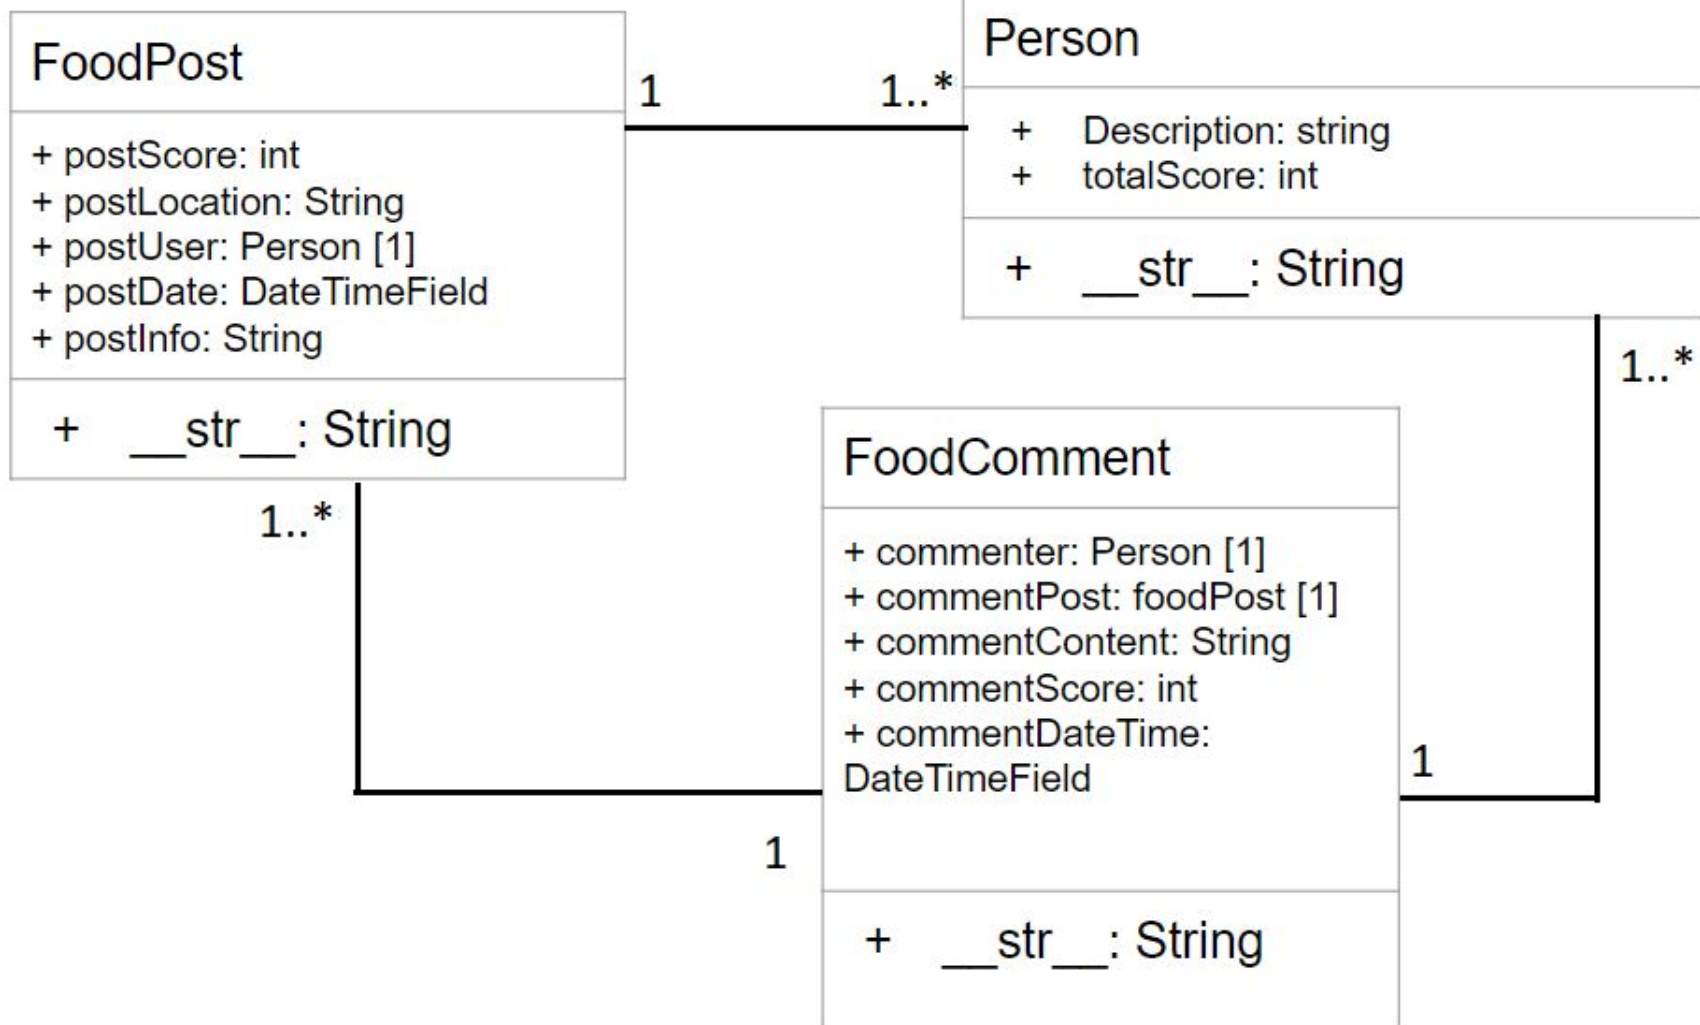 FoodPost
+ postScore: int
+ postLocation: String
+ postUser: Person [1]
+ postDate: DateTimeField
+ postInfo: String
+ __str__: String
1
1..*
Person
+ Description: string
+ totalScore: int
+ __str__: String
1..*
1..*
FoodComment
+ commenter: Person [1]
+ commentPost: foodPost [1]
+ commentContent: String
+ commentScore: int
+ commentDateTime:
DateTimeField
+ __str__: String
1
1